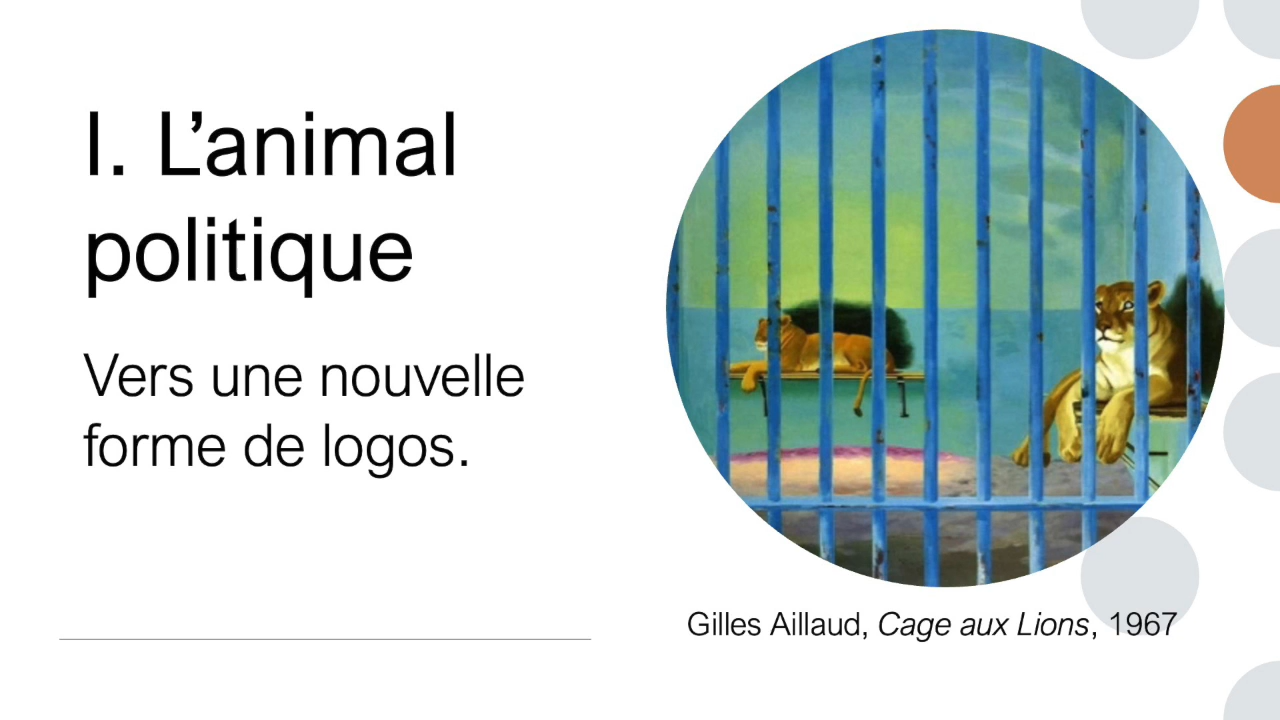 I. L’animal
politique
Vers une nouvelle
forme de logos.
Gilles Aillaud, Cage aux Lions, 1967